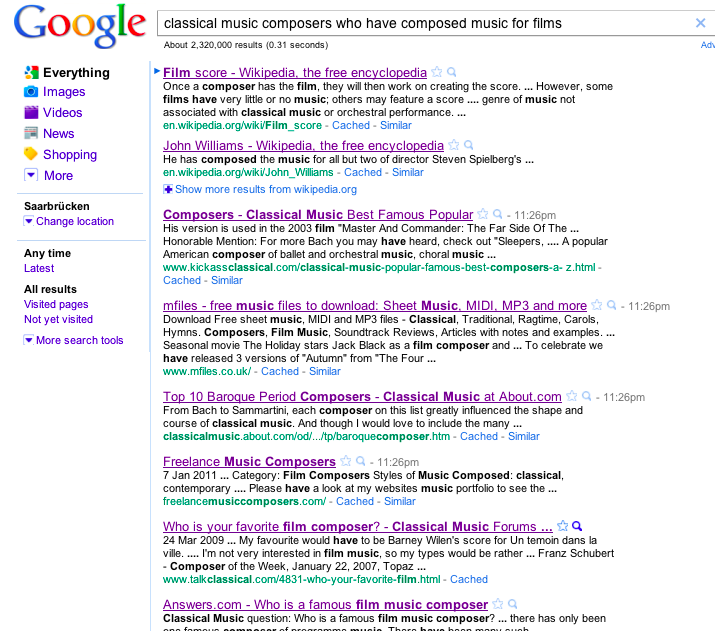 Google
classical music composers who have composed music for films
About 2,320,000 results (0.31 seconds)
Adv
Everything
Images
Videos
News
Shopping
More
Saarbrücken
Change location
Any time
Latest
All results
Visited pages
Not yet visited
More search tools
Film score - Wikipedia, the free encyclopedia
Once a composer has the film, they will then work on creating the score. ... However, some
films have very little or no music; others may feature a score .... genre of music not
associated with classical music or orchestral performance. ...
en.wikipedia.org/wiki/Film_score - Cached - Similar
John Williams - Wikipedia, the free encyclopedia
He has composed the music for all but two of director Steven Spielberg's ...
en.wikipedia.org/wiki/John_Williams - Cached - Similar
Show more results from wikipedia.org
Composers - Classical Music Best Famous Popular - 11:26pm
His version is used in the 2003 film "Master And Commander: The Far Side Of The ...
Honorable Mention: For more Bach you may have heard, check out "Sleepers, .... A popular
American composer of ballet and orchestral music, choral music ...
www.kickassclassical.com/classical-music-popular-famous-best-composers-a- z.html -
Cached - Similar
mfiles - free music files to download: Sheet Music, MIDI, MP3 and more - 11:26pm
Download Free sheet music, MIDI and MP3 files - Classical, Traditional, Ragtime, Carols,
Hymns. Composers, Film Music, Soundtrack Reviews, Articles with notes and examples. ...
Seasonal movie The Holiday stars Jack Black as a film composer and ... To celebrate we
have released 3 versions of "Autumn" from "The Four ...
www.mfiles.co.uk/ - Cached - Similar
Top 10 Baroque Period Composers - Classical Music at About.com - 11:26pm
From Bach to Sammartini, each composer on this list greatly influenced the shape and
course of classical music. And though I would love to include the many ...
classicalmusic.about.com/od/.../tp/baroquecomposer.htm - Cached - Similar
Freelance Music Composers - 11:26pm
7 Jan 2011 ... Category: Film Composers Styles of Music Composed: classical,
contemporary .... Please have a look at my websites music portfolio to see the ...
freelancemusiccomposers.com/ - Cached - Similar
Who is your favorite film composer? - Classical Music Forums ...
24 Mar 2009 ... My favourite would have to be Barney Wilen's score for Un temoin dans la
ville. .... I'm not very interested in film music, so my types would be rather ... Franz Schubert
- Composer of the Week, January 22, 2007, Topaz ...
www.talkclassical.com/4831-who-your-favorite-film.html - Cached
Answers.com - Who is a famous film music composer
Classical Music question: Who is a famous film music composer? ... there has only been
one famous composer of programme music. There have been many such